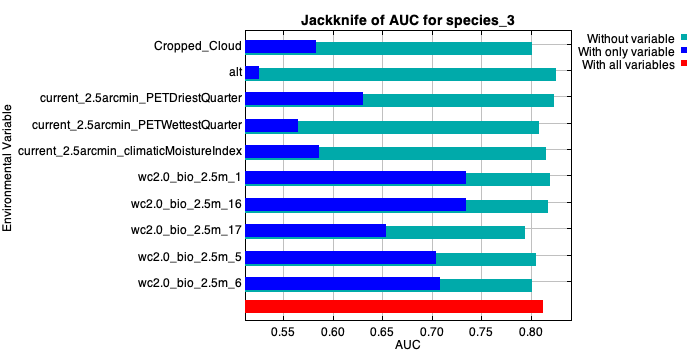 Jackknife of AUC for species_3
Without variable
With only variable
With all variables
Environmental Variable
Cropped_Cloud
alt
current_2.5arcmin_PETDriestQuarter
current_2.5arcmin_PETWettestQuarter
current_2.5arcmin_climaticMoistureIndex
wc2.0_bio_2.5m_1
wc2.0_bio_2.5m_16
wc2.0_bio_2.5m_17
wc2.0_bio_2.5m_5
wc2.0_bio_2.5m_6
0.55 0.60 0.65 0.70 0.75 0.80
AUC